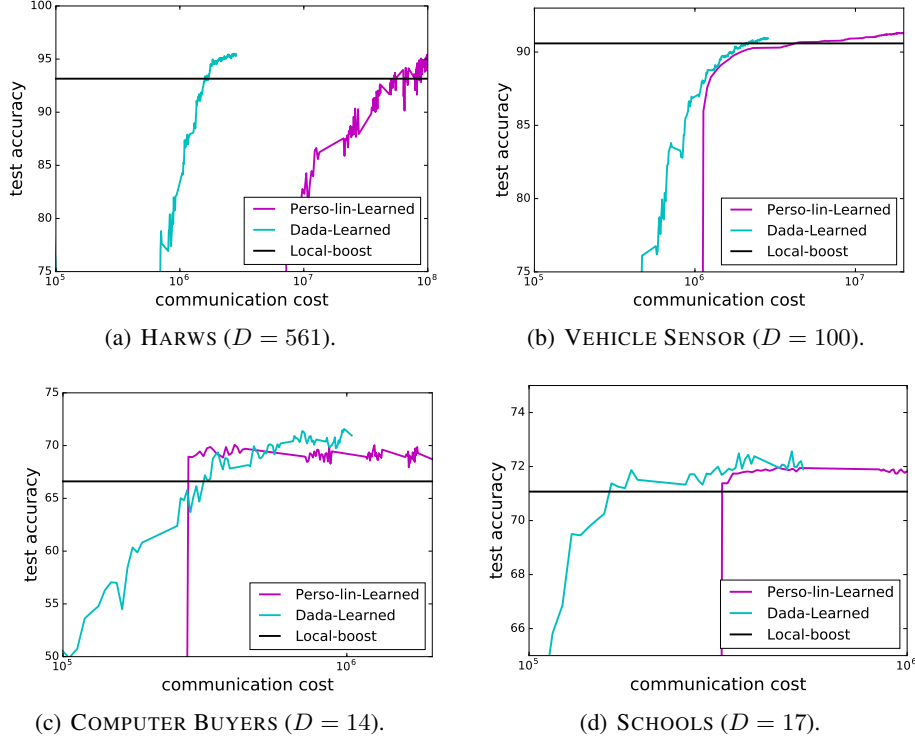 100
95
90
85
80
75
test accuracy
10^5
10^6
10^7
10^8
communication cost
Perso-lin-Learned
Dada-Learned
Local-boost
(a) HARWS (D = 561).
90
85
80
75
test accuracy
10^5
10^6
10^7
communication cost
Perso-lin-Learned
Dada-Learned
Local-boost
(b) VEHICLE SENSOR (D = 100).
75
70
65
60
55
50
test accuracy
10^5
10^6
communication cost
Perso-lin-Learned
Dada-Learned
Local-boost
(c) COMPUTER BUYERS (D = 14).
74
72
70
68
66
test accuracy
10^5
10^6
communication cost
Perso-lin-Learned
Dada-Learned
Local-boost
(d) SCHOOLS (D = 17).